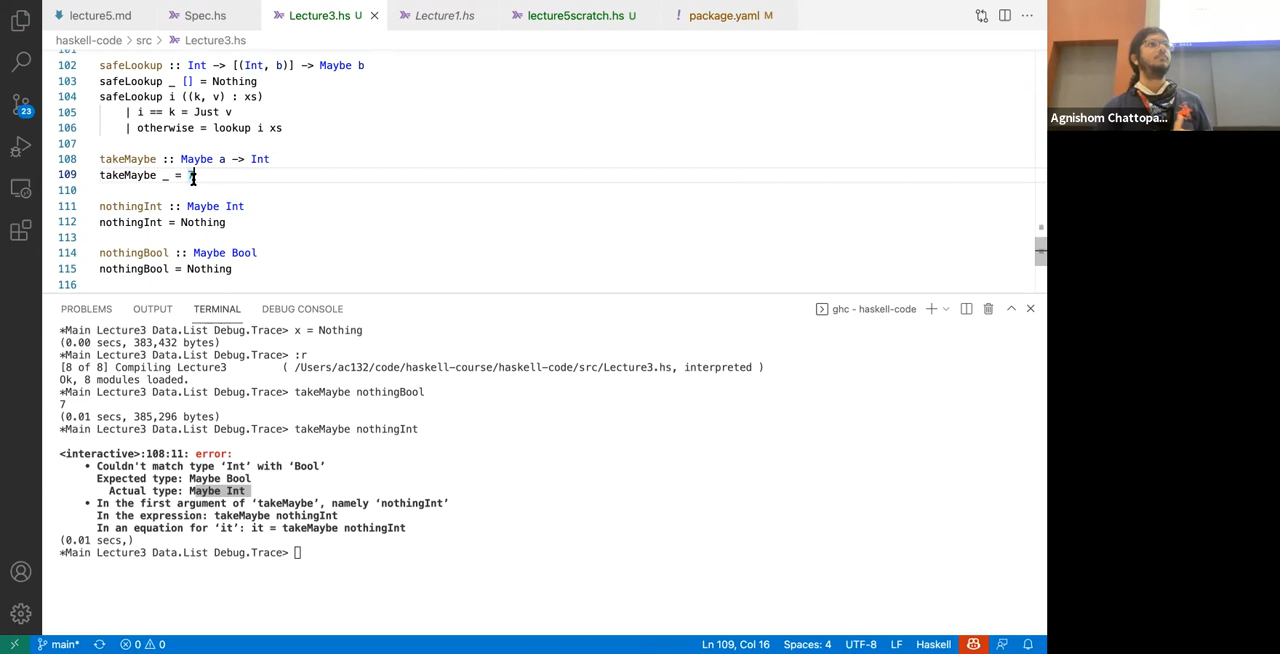 lecture5.md
Spec.hs
Lecture3.hs U
Lecture1.hs
lecture5scratch.hs U
! package.yaml M
haskell-code > src > Lecture3.hs
101
102 safeLookup :: Int -> [(Int, b)] -> Maybe b
103 safeLookup _ [] = Nothing
104 safeLookup i ((k, v) : xs)
105 | i == k = Just v
106 | otherwise = lookup i xs
107
108 takeMaybe :: Maybe a -> Int
109 takeMaybe _ = 7
110
111 nothingInt :: Maybe Int
112 nothingInt = Nothing
113
114 nothingBool :: Maybe Bool
115 nothingBool = Nothing
116
23
Agnishom Chattopa...
PROBLEMS OUTPUT TERMINAL DEBUG CONSOLE
ghc - haskell-code
*Main Lecture3 Data.List Debug.Trace> x = Nothing
(0.00 secs, 383,432 bytes)
*Main Lecture3 Data.List Debug.Trace> :r
[8 of 8] Compiling Lecture3 ( /Users/ac132/code/haskell-course/haskell-code/src/Lecture3.hs, interpreted )
Ok, 8 modules loaded.
*Main Lecture3 Data.List Debug.Trace> takeMaybe nothingBool
7
(0.01 secs, 385,296 bytes)
*Main Lecture3 Data.List Debug.Trace> takeMaybe nothingInt
<interactive>:108:11: error:
• Couldn't match type ‘Int’ with ‘Bool’
Expected type: Maybe Bool
Actual type: Maybe Int
• In the first argument of ‘takeMaybe’, namely ‘nothingInt’
In the expression: takeMaybe nothingInt
In an equation for ‘it’: it = takeMaybe nothingInt
(0.01 secs,)
*Main Lecture3 Data.List Debug.Trace>
main* 0 0
Ln 109, Col 16 Spaces: 4 UTF-8 LF Haskell